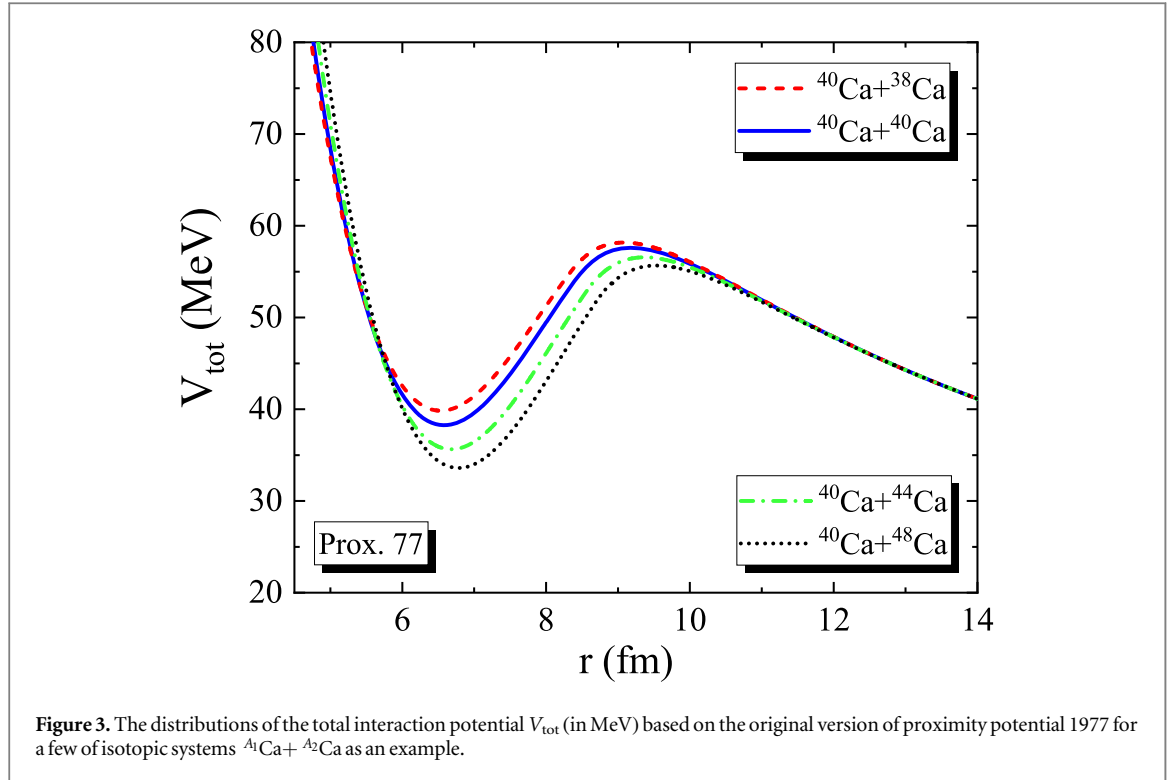 80
70
60
50
40
30
20
V_tot (MeV)
⁴⁰Ca+³⁸Ca
⁴⁰Ca+⁴⁰Ca
⁴⁰Ca+⁴⁴Ca
⁴⁰Ca+⁴⁸Ca
Prox. 77
6 8 10 12 14
r (fm)
Figure 3. The distributions of the total interaction potential V_tot (in MeV) based on the original version of proximity potential 1977 for
a few of isotopic systems ᴬ¹Ca+ ᴬ²Ca as an example.